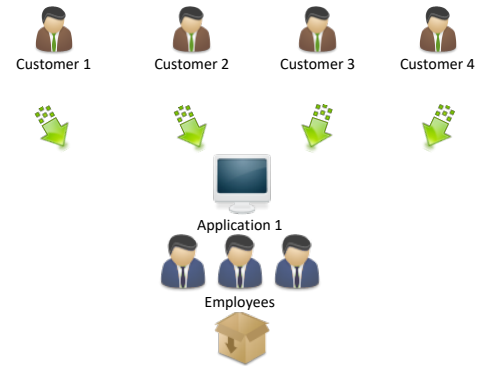 Customer 1
Customer 2
Customer 3
Customer 4
Application 1
Employees